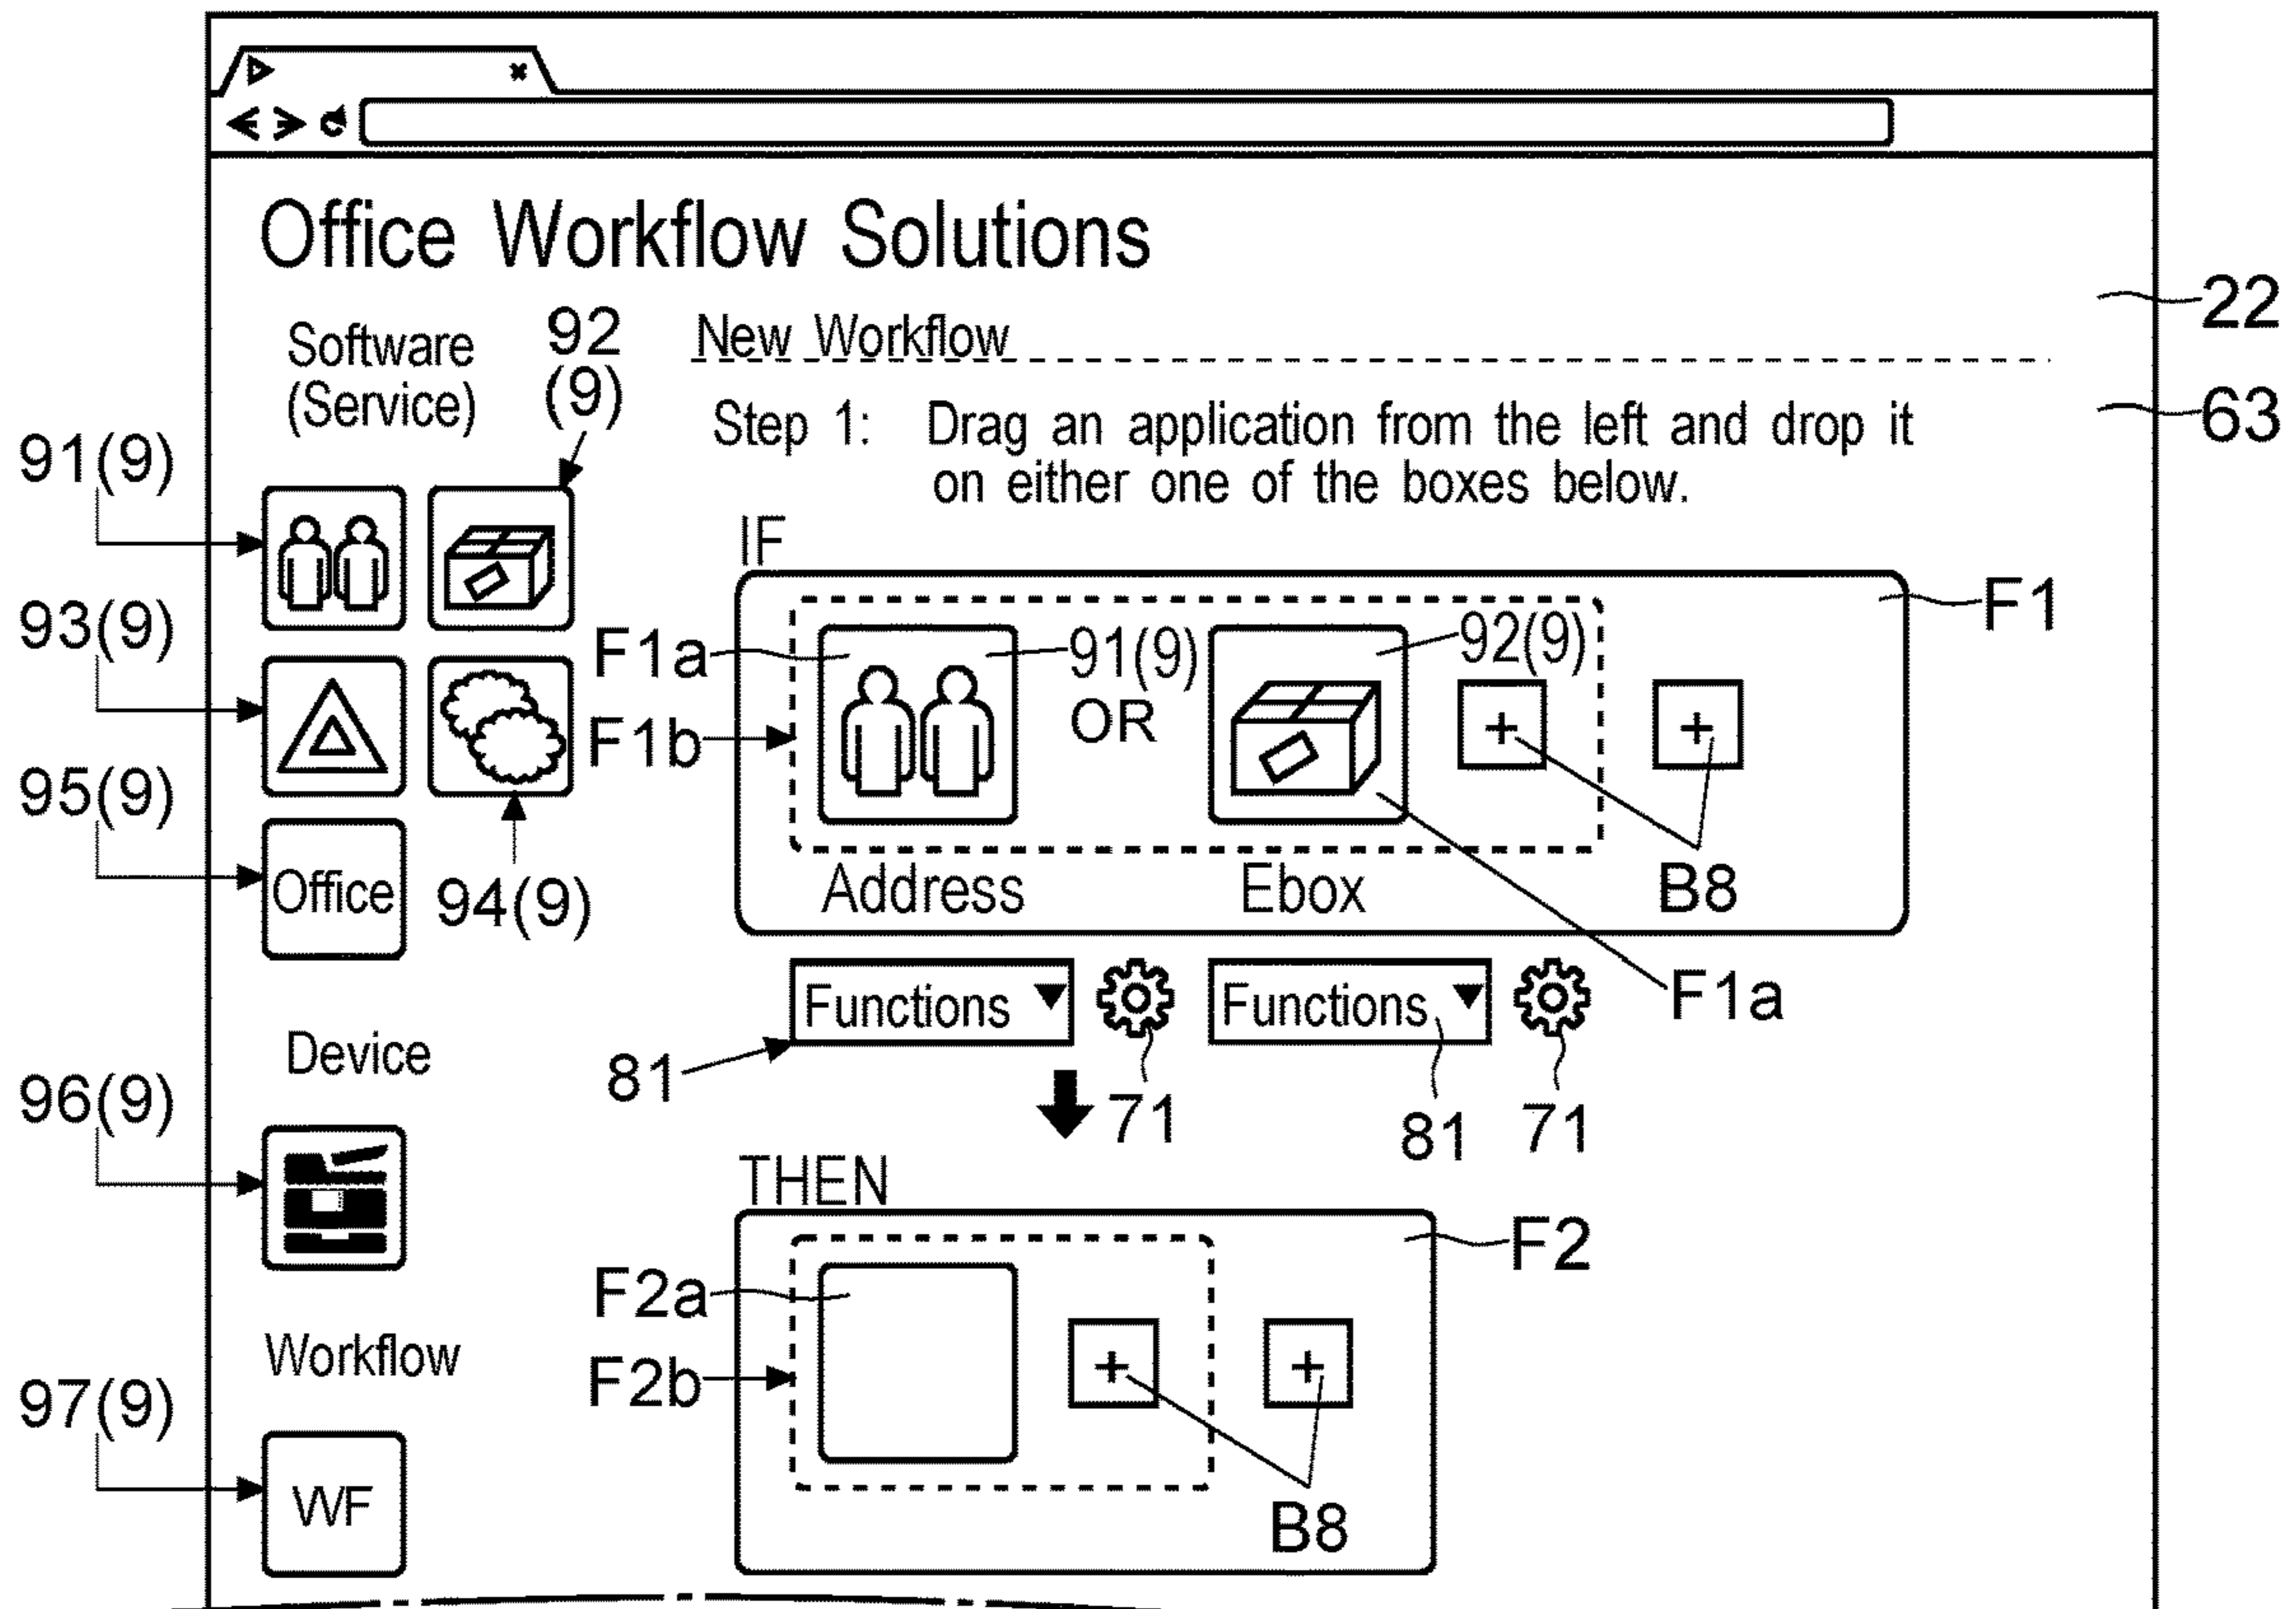 Office Workflow Solutions
22
Software
(Service)
92
(9)
New Workflow
63
Step 1: Drag an application from the left and drop it
on either one of the boxes below.
91(9)
IF
F1
93(9)
F1a
91(9)
92(9)
F1b
OR
+
+
95(9)
Office
94(9)
Address
Ebox
B8
Functions
Functions
F1a
Device
81
71
81
71
96(9)
THEN
F2
F2a
Workflow
F2b
+
+
97(9)
WF
B8